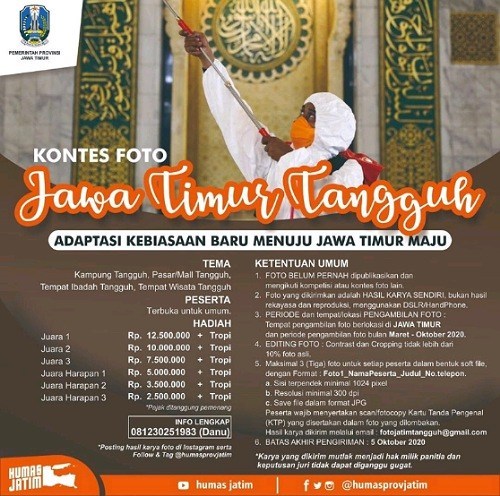 PEMERINTAH PROVINSI
JAWA TIMUR
KONTES FOTO
Jawa Timur Tangguh
ADAPTASI KEBIASAAN BARU MENUJU JAWA TIMUR MAJU
TEMA
Kampung Tangguh. Pasar/Mall Tangguh,
Tempat Ibadah Tangguh, Tempat Wisata Tangguh
PESERTA
Terbuka untuk umum.
HADIAH
Juara 1 Rp. 12.500.000 + Tropi
Juara 2 Rp. 10.000.000 + Tropi
Juara 3 Rp. 7.500.000 + Tropi
Juara Harapan 1 Rp. 5.000.000 + Tropi
Juara Harapan 2 Rp. 3.500.000 + Tropi
Juara Harapan 3 Rp. 2.500.000 + Tropi
*Pajak ditanggung pemenang
INFO LENGKAP
081230251983 (Danu)
*Posting hasil karya foto di Instagram serta
Follow & Tag @humasprovjatim
KETENTUAN UMUM
1. FOTO BELUM PERNAH dipublikasikan dan
mengikuti kompetisi atau kontes foto lain.
2. Foto yang dikirimkan adalah HASIL KARYA SENDIRI, bukan hasil
rekayasa dan reproduksi, menggunakan DSLR/HandPhone.
3. PERIODE dan tempat/lokasi PENGAMBILAN FOTO :
Tempat pengambilan foto berlokasi di JAWA TIMUR
dan periode pengambilan foto bulan Maret - Oktober 2020.
4. EDITING FOTO : Contrast dan Cropping tidak lebih dari
10% foto asli.
5. Maksimal 3 (Tiga) foto untuk setiap peserta dalam bentuk soft file,
dengan Format : Foto1_NamaPeserta_Judul_No.telepon.
a. Sisi terpendek minimal 1024 pixel
b. Resolusi minimal 300 dpi
c. Save file dalam format JPG
Peserta wajib menyertakan scan/fotocopy Kartu Tanda Pengenal
(KTP) yang disertakan dalam foto yang dilombakan.
Hasil karya dikirim melalui email : fotojatimtangguh@gmail.com
6. BATAS AKHIR PENGIRIMAN : 5 Oktober 2020
*Karya yang dikirim mutlak menjadi hak milik panitia dan
keputusan juri tidak dapat diganggu gugat.
HUMAS
JATIM
humas jatim
@humasprovjatim